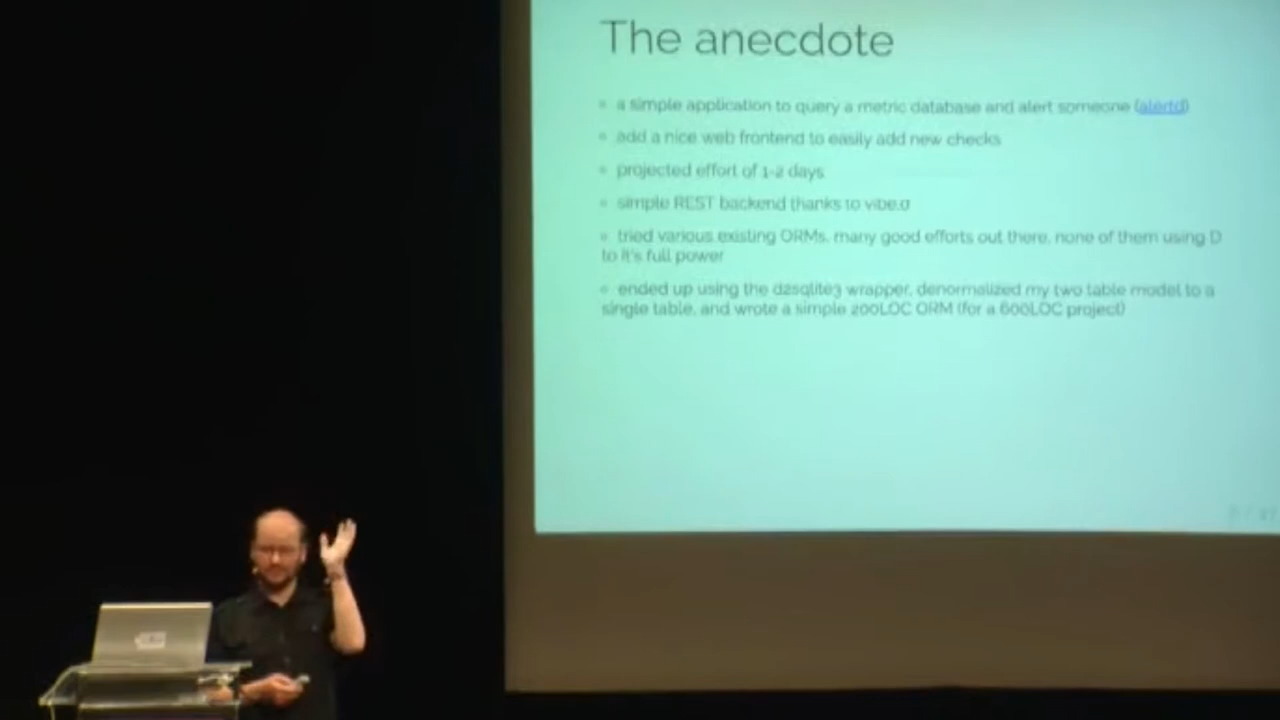 The anecdote
a simple application to query a metric database and alert someone (alertd)
add a nice web frontend to easily add new checks
projected effort of 1-2 days
simple REST backend thanks to vibe.d
tried various existing ORMs, many good efforts out there, none of them using D
to it's full power
ended up using the d2sqlite3 wrapper, denormalized my two table model to a
single table, and wrote a simple 200LOC ORM (for a 600LOC project)